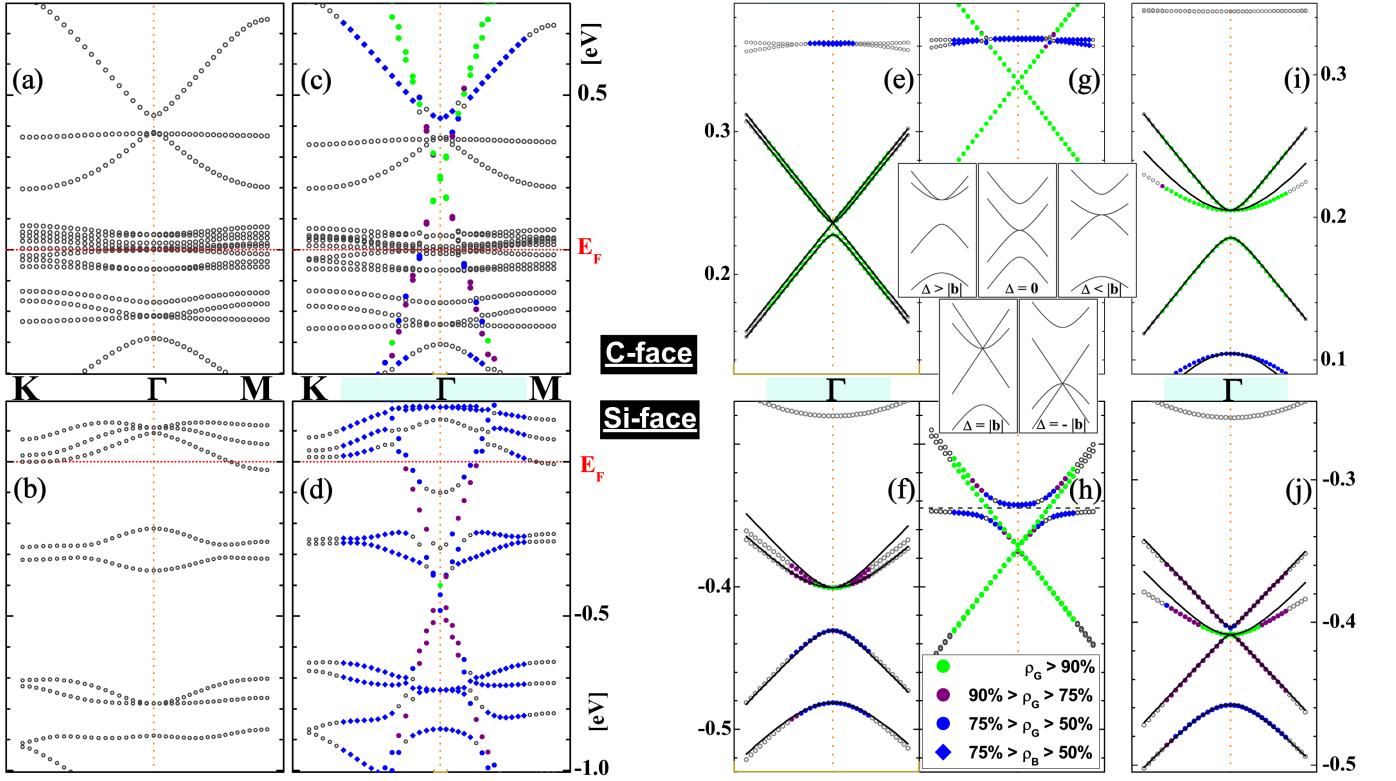 (a)
(c)
[eV]
0.5
E_F
(e)
(g)
(i)
0.3
0.2
0.3
0.2
0.1
Δ > |b|
Δ = 0
Δ < |b|
Δ = |b|
Δ = - |b|
C-face
K Γ M
K Γ M
Γ
Γ
Si-face
E_F
(b)
(d)
-0.5
[eV]
-1.0
(f)
(h)
(j)
-0.4
-0.5
-0.3
-0.4
-0.5
ρ_G > 90%
90% > ρ_G > 75%
75% > ρ_G > 50%
75% > ρ_B > 50%